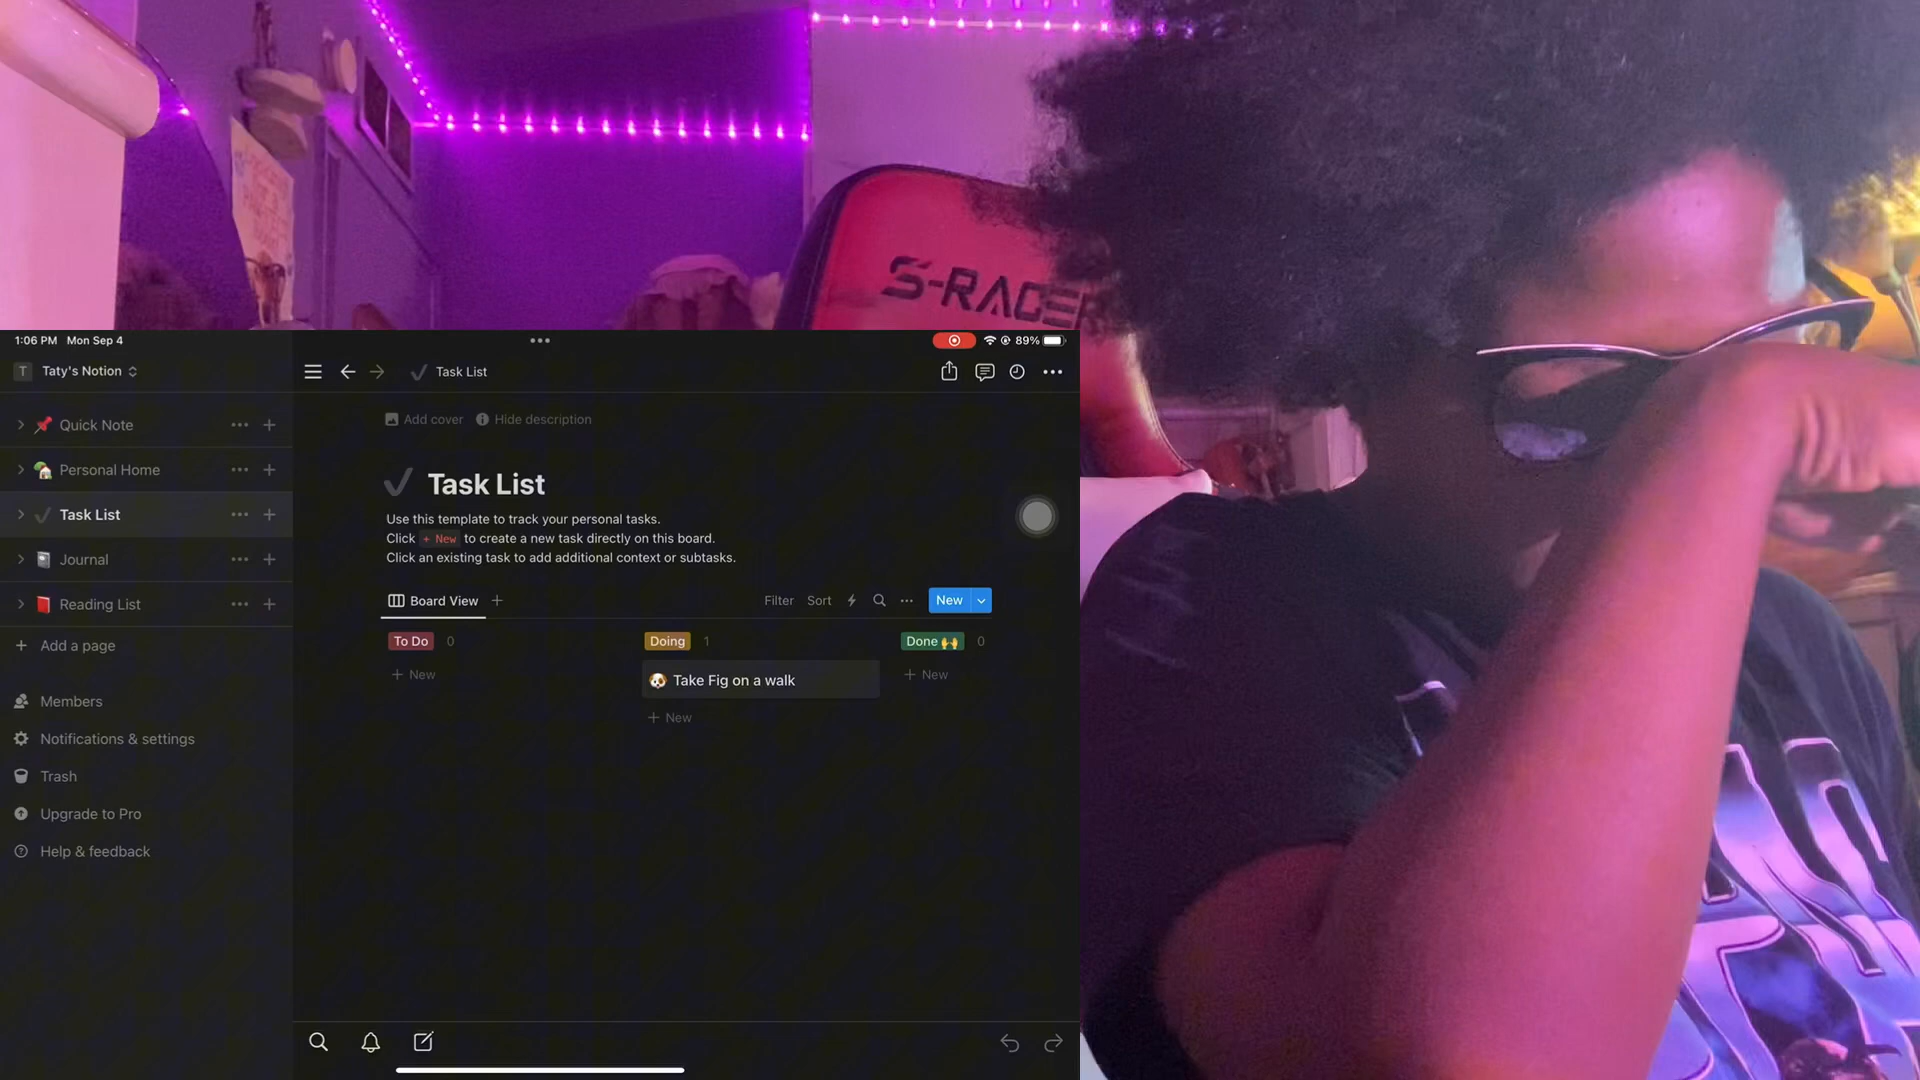 S-RACER
1:06 PM Mon Sep 4
89%
T Taty's Notion
Task List
Quick Note
Personal Home
Task List
Journal
Reading List
Add a page
Members
Notifications & settings
Trash
Upgrade to Pro
Help & feedback
Add cover Hide description
Task List
Use this template to track your personal tasks.
Click + New to create a new task directly on this board.
Click an existing task to add additional context or subtasks.
Board View
Filter Sort New
To Do 0 Doing 1 Done 🙌 0
+ New Take Fig on a walk + New
+ New